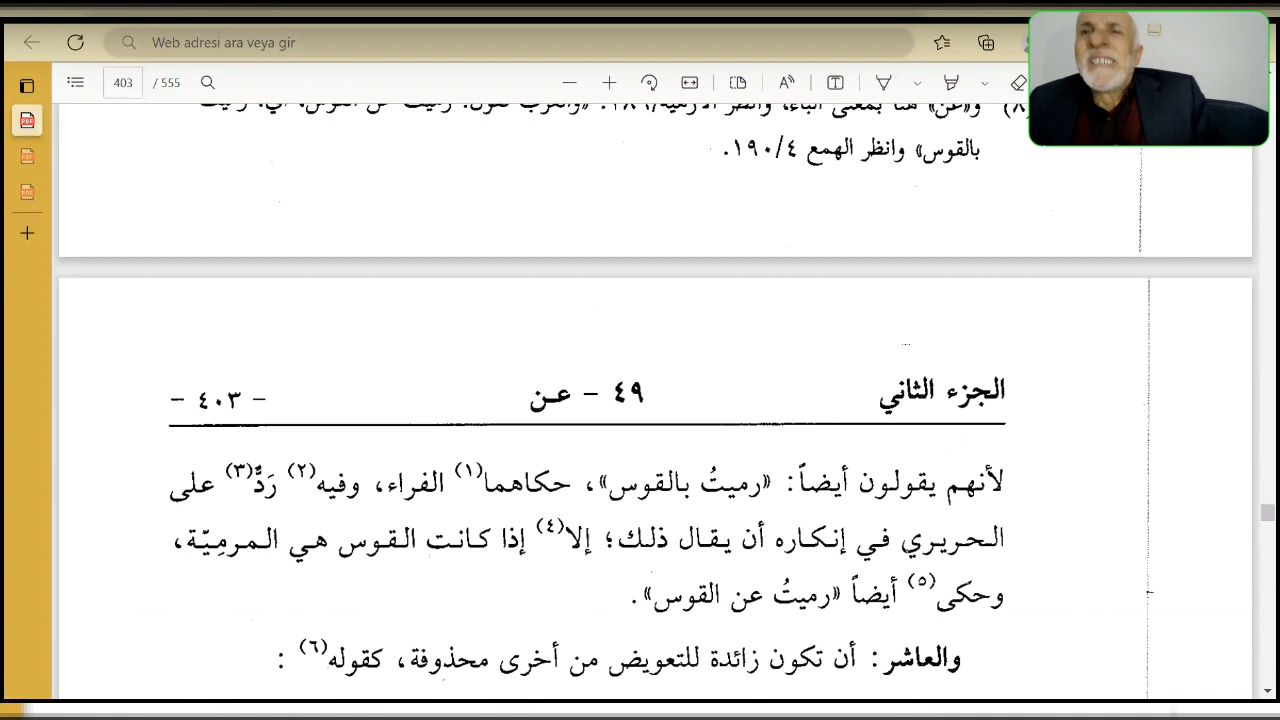 Web adresi ara veya gir
403 / 555
بالقوس» وانظر الهمع ٤/١٩٠.
الجزء الثاني ٤٩ - عـن - ٤٠٣ -
لأنهم يقولون أيضاً: «رميتُ بالقوس»، حكاهما(١) الفراء، وفيه(٢) رَدٌّ(٣) على
الحريري في إنكاره أن يقال ذلك؛ إلا(٤) إذا كانت القوس هي المرمِيّة،
وحكى(٥) أيضاً «رميتُ عن القوس».
والعاشر: أن تكون زائدة للتعويض من أخرى محذوفة، كقوله(٦) :